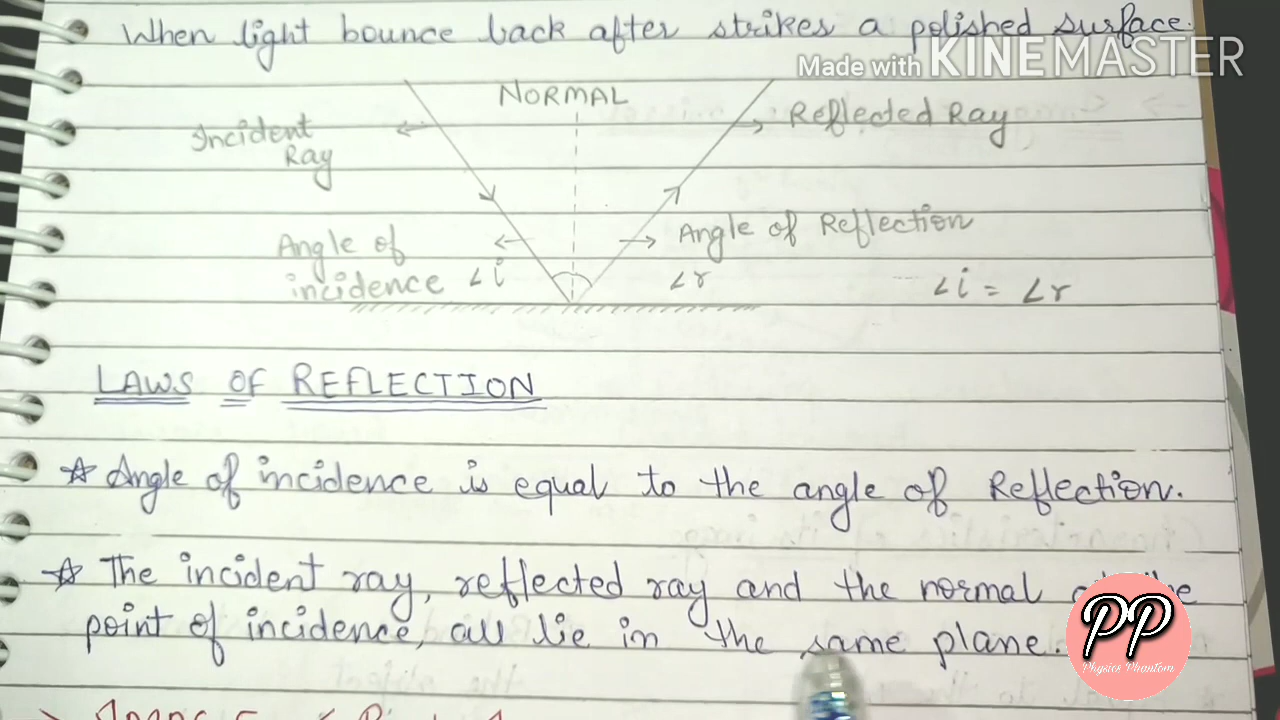 When light bounce back after strikes a polished surface.
Made with KINEMASTER
NORMAL
Incident
Ray
Reflected Ray
Angle of
incidence ∠i
Angle of Reflection
∠r
∠i = ∠r
LAWS OF REFLECTION
☆ Angle of incidence is equal to the angle of Reflection.
☆ The incident ray, reflected ray and the normal
point of incidence, all lie in the same plane.
PP
Physics Phantom